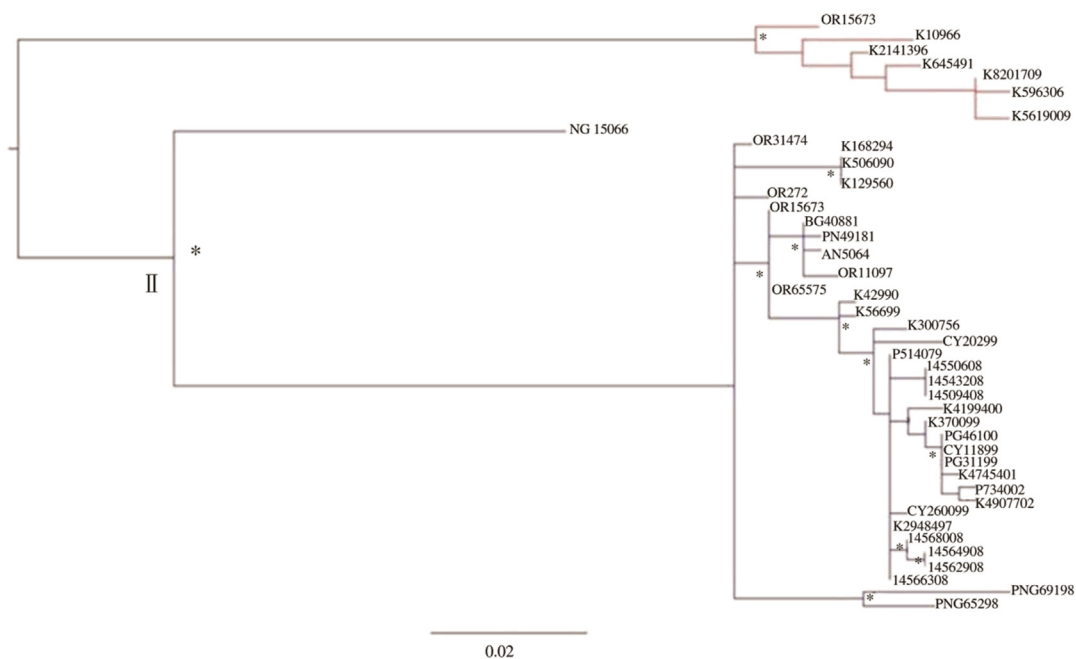 OR15673
*
K10966
K2141396
K645491
K8201709
K596306
K5619009
NG 15066
OR31474
K168294
K506090
*
K129560
OR272
OR15673
BG40881
PN49181
*
AN5064
*
II
OR11097
*
OR65575
K42990
K56699
*
K300756
CY20299
P514079
*
14550608
14543208
14509408
K4199400
K370099
PG46100
CY11899
*
PG31199
K4745401
P734002
K4907702
CY260099
K2948497
14568008
*
14564908
*
14562908
14566308
PNG69198
*
PNG65298
0.02